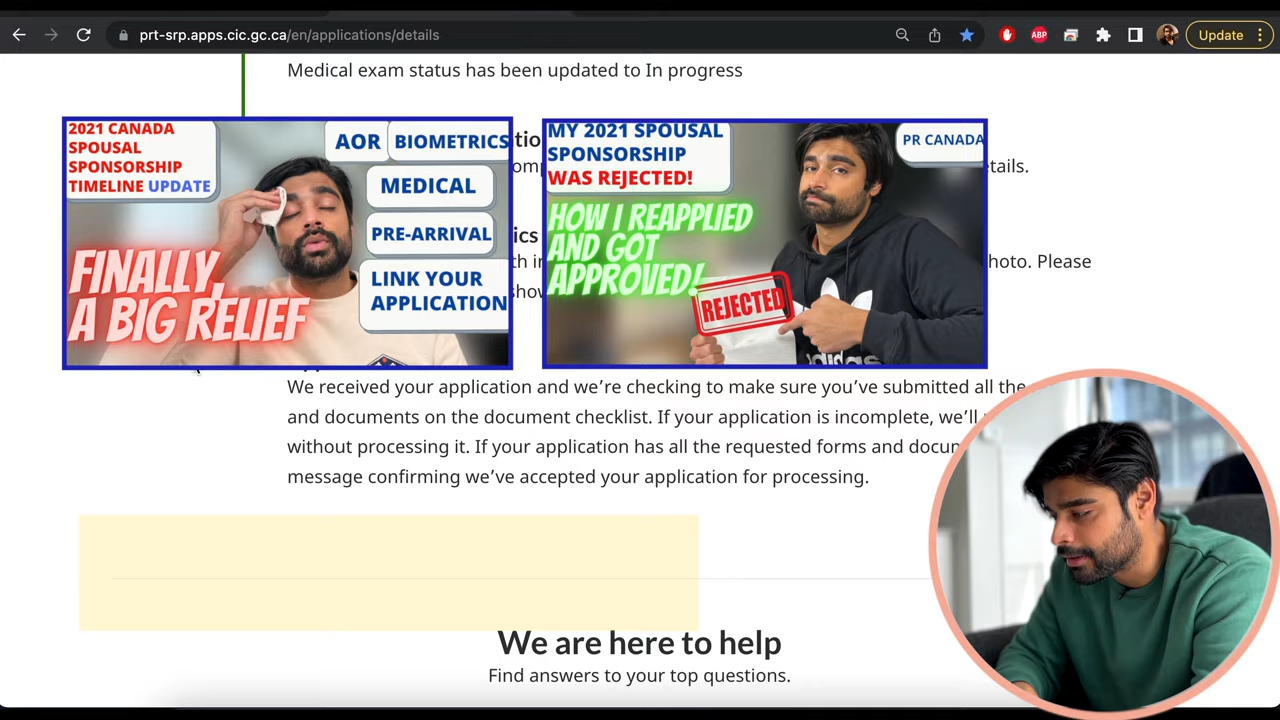 prt-srp.apps.cic.gc.ca/en/applications/details
ABP
Update
Medical exam status has been updated to In progress
2021 CANADA
SPOUSAL
SPONSORSHIP
TIMELINE UPDATE
AOR
BIOMETRICS
MEDICAL
PRE-ARRIVAL
LINK YOUR
APPLICATION
FINALLY,
A BIG RELIEF
MY 2021 SPOUSAL
SPONSORSHIP
WAS REJECTED!
PR CANADA
HOW I REAPPLIED
AND GOT
APPROVED!
REJECTED
adidas
etails.
hoto. Please
We received your application and we’re checking to make sure you’ve submitted all the
and documents on the document checklist. If your application is incomplete, we’ll
without processing it. If your application has all the requested forms and docum
message confirming we’ve accepted your application for processing.
We are here to help
Find answers to your top questions.